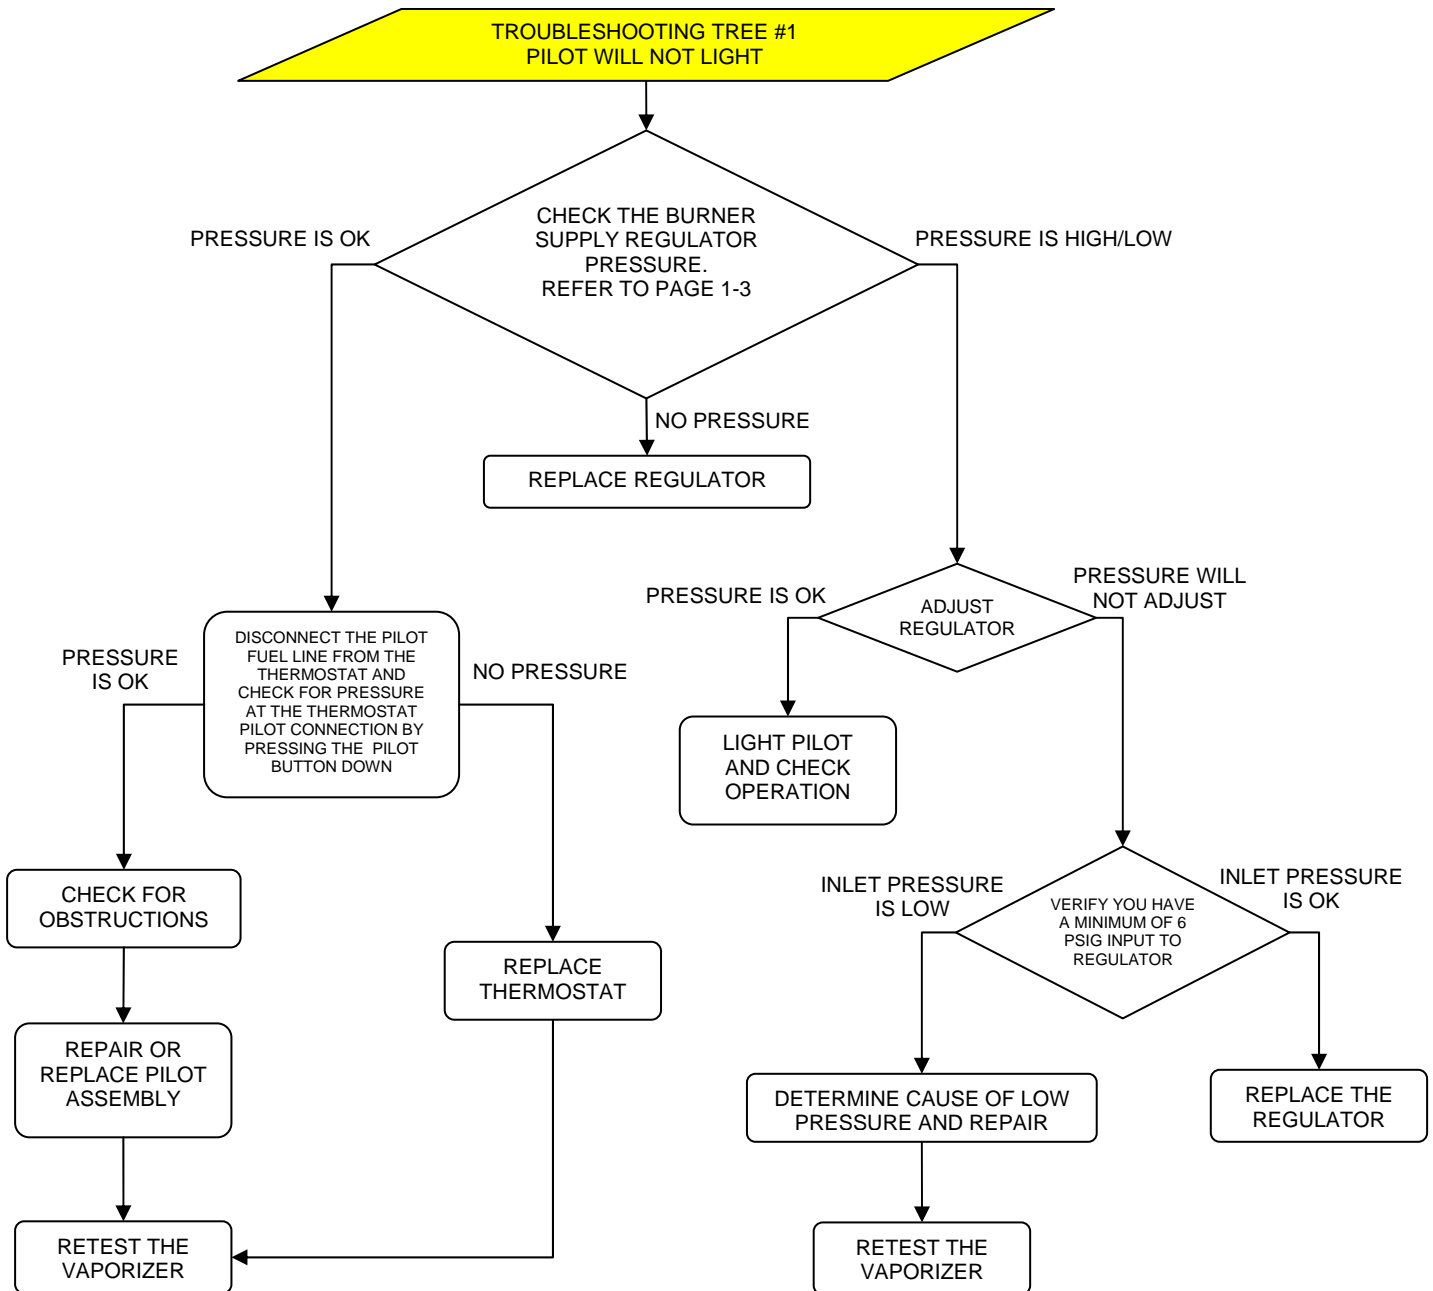 TROUBLESHOOTING TREE #1
PILOT WILL NOT LIGHT
CHECK THE BURNER
SUPPLY REGULATOR
PRESSURE.
REFER TO PAGE 1-3
PRESSURE IS OK
PRESSURE IS HIGH/LOW
NO PRESSURE
REPLACE REGULATOR
DISCONNECT THE PILOT
FUEL LINE FROM THE
THERMOSTAT AND
CHECK FOR PRESSURE
AT THE THERMOSTAT
PILOT CONNECTION BY
PRESSING THE PILOT
BUTTON DOWN
PRESSURE
IS OK
NO PRESSURE
CHECK FOR
OBSTRUCTIONS
REPAIR OR
REPLACE PILOT
ASSEMBLY
REPLACE
THERMOSTAT
RETEST THE
VAPORIZER
ADJUST
REGULATOR
PRESSURE IS OK
PRESSURE WILL
NOT ADJUST
LIGHT PILOT
AND CHECK
OPERATION
VERIFY YOU HAVE
A MINIMUM OF 6
PSIG INPUT TO
REGULATOR
INLET PRESSURE
IS LOW
INLET PRESSURE
IS OK
DETERMINE CAUSE OF LOW
PRESSURE AND REPAIR
REPLACE THE
REGULATOR
RETEST THE
VAPORIZER